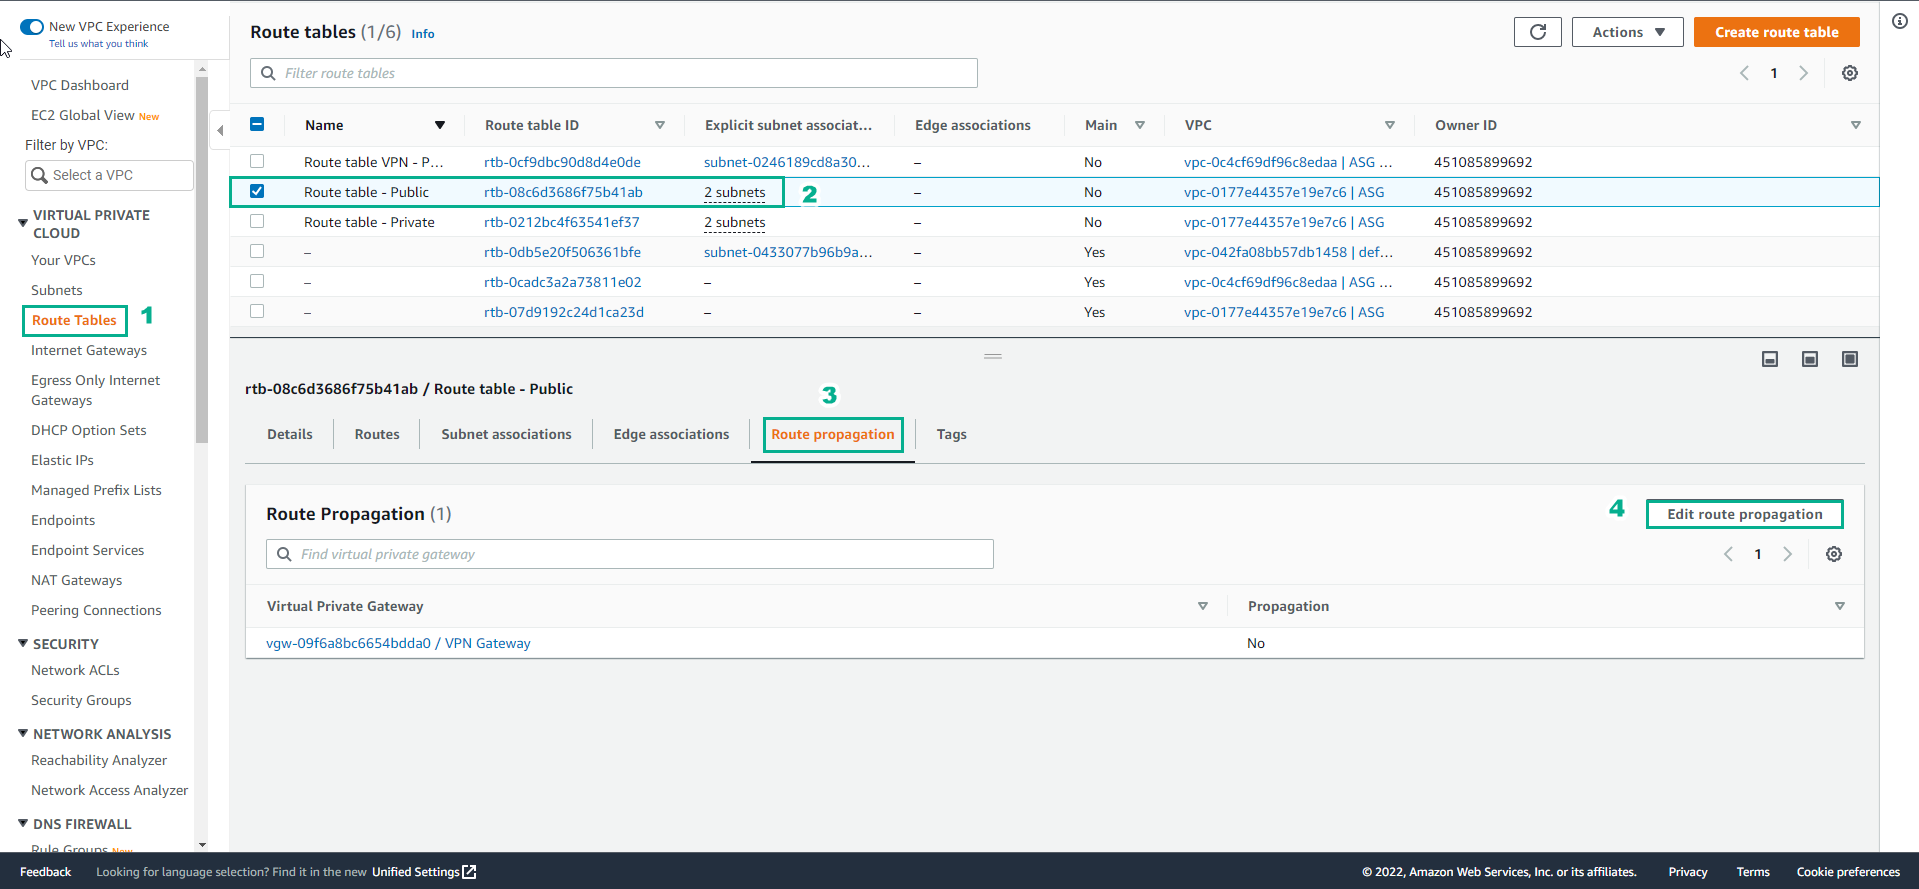 New VPC Experience
Tell us what you think
VPC Dashboard
EC2 Global View New
Filter by VPC:
Select a VPC
VIRTUAL PRIVATE
CLOUD
Your VPCs
Subnets
Route Tables
1
Internet Gateways
Egress Only Internet
Gateways
DHCP Option Sets
Elastic IPs
Managed Prefix Lists
Endpoints
Endpoint Services
NAT Gateways
Peering Connections
SECURITY
Network ACLs
Security Groups
NETWORK ANALYSIS
Reachability Analyzer
Network Access Analyzer
DNS FIREWALL
Rule Groups New
Route tables (1/6) Info
Actions
Create route table
Filter route tables
1
Name Route table ID Explicit subnet associat... Edge associations Main VPC Owner ID
Route table VPN - P... rtb-0cf9dbc90d8d4e0de subnet-0246189cd8a30... – No vpc-0c4cf69df96c8edaa | ASG ... 451085899692
Route table - Public rtb-08c6d3686f75b41ab 2 subnets 2 – No vpc-0177e44357e19e7c6 | ASG 451085899692
Route table - Private rtb-0212bc4f63541ef37 2 subnets – No vpc-0177e44357e19e7c6 | ASG 451085899692
– rtb-0db5e20f506361bfe subnet-0433077b96b9a... – Yes vpc-042fa08bb57db1458 | def... 451085899692
– rtb-0cadc3a2a73811e02 – – Yes vpc-0c4cf69df96c8edaa | ASG ... 451085899692
– rtb-07d9192c24d1ca23d – – Yes vpc-0177e44357e19e7c6 | ASG 451085899692
rtb-08c6d3686f75b41ab / Route table - Public
3
Details Routes Subnet associations Edge associations Route propagation Tags
Route Propagation (1)
4
Edit route propagation
Find virtual private gateway
1
Virtual Private Gateway Propagation
vgw-09f6a8bc6654bdda0 / VPN Gateway No
Feedback Looking for language selection? Find it in the new Unified Settings © 2022, Amazon Web Services, Inc. or its affiliates. Privacy Terms Cookie preferences